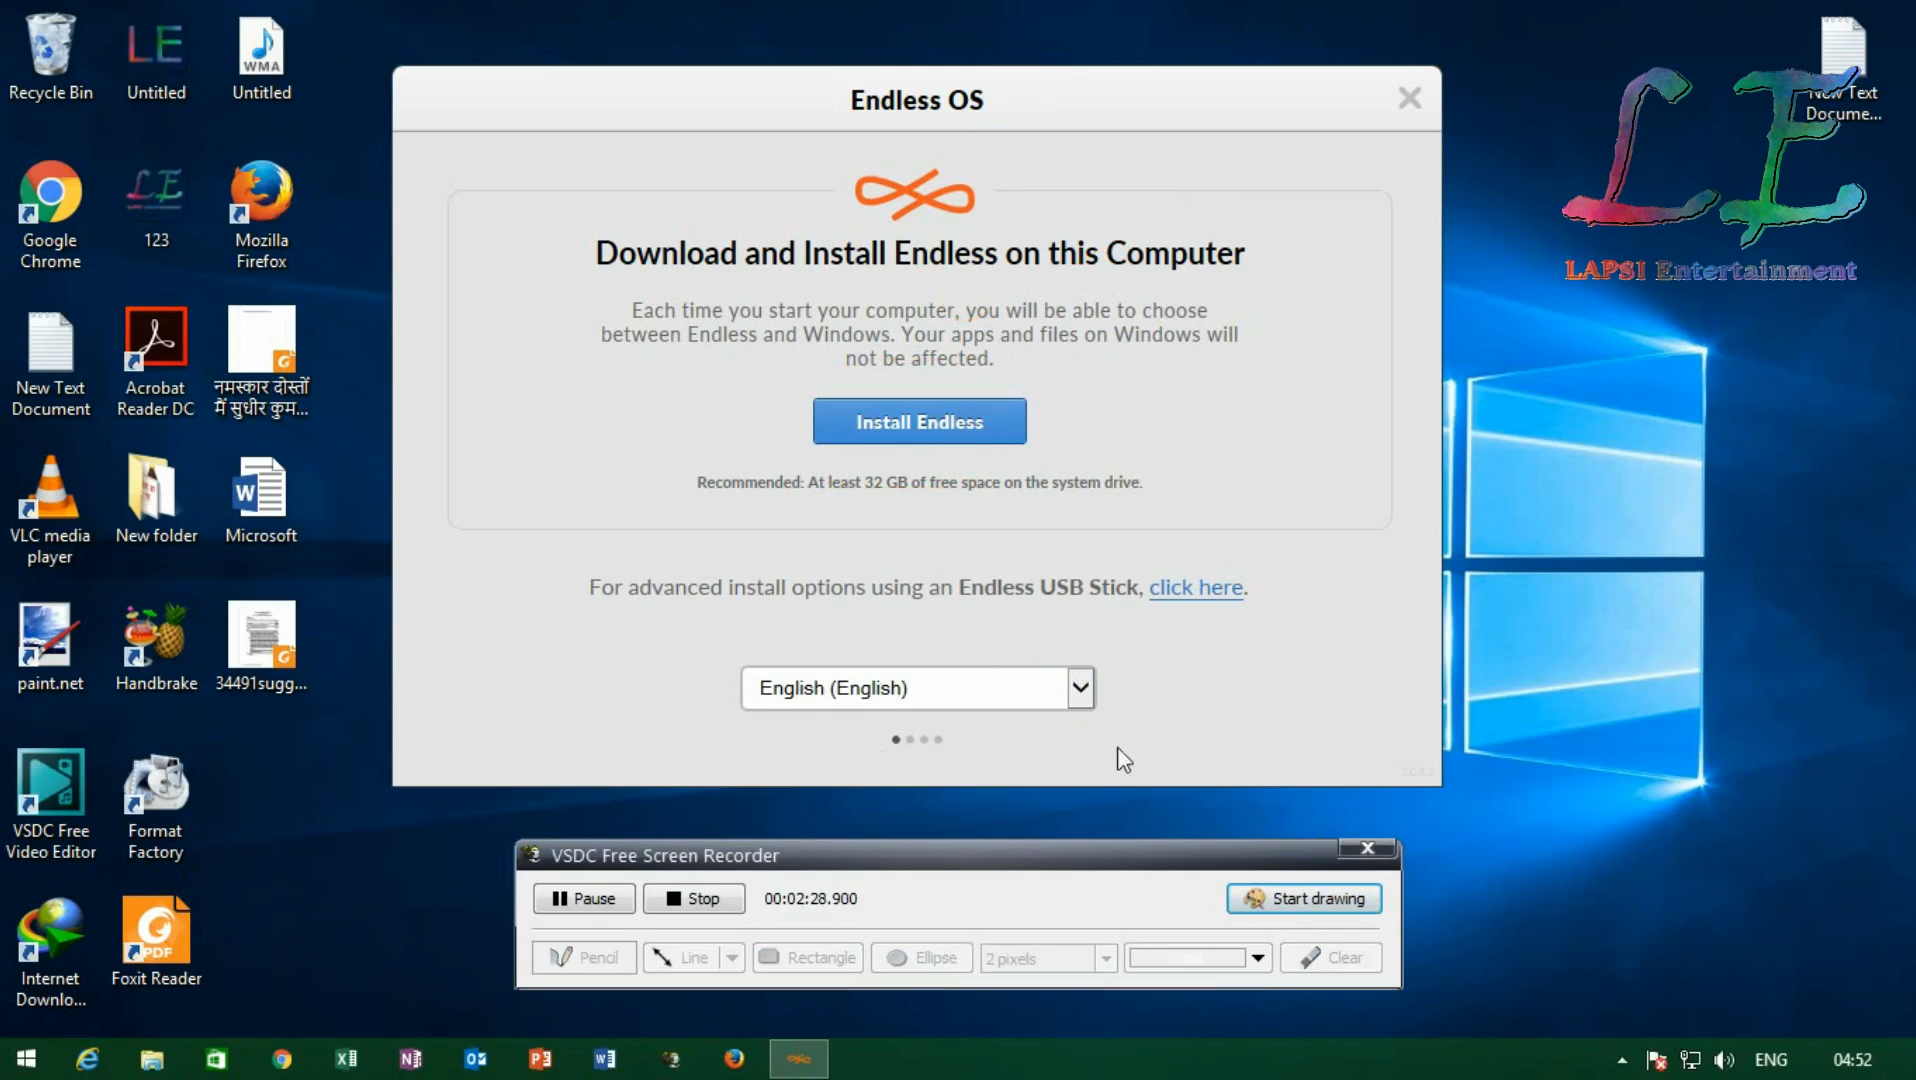 Recycle Bin
LE
Untitled
WMA
Untitled
New Text
Docume...
LE
LAPSI Entertainment
Google
Chrome
LE
123
Mozilla
Firefox
New Text
Document
Acrobat
Reader DC
नमस्कार दोस्तों
में सुधीर कुम...
VLC media
player
New folder
W
Microsoft
paint.net
Handbrake
34491sugg...
VSDC Free
Video Editor
Format
Factory
Internet
Downlo...
PDF
Foxit Reader
Endless OS
Download and Install Endless on this Computer
Each time you start your computer, you will be able to choose
between Endless and Windows. Your apps and files on Windows will
not be affected.
Install Endless
Recommended: At least 32 GB of free space on the system drive.
For advanced install options using an Endless USB Stick, click here.
English (English)
VSDC Free Screen Recorder
Pause Stop 00:02:28.900 Start drawing
Pencil Line Rectangle Ellipse 2 pixels Clear
ENG 04:52